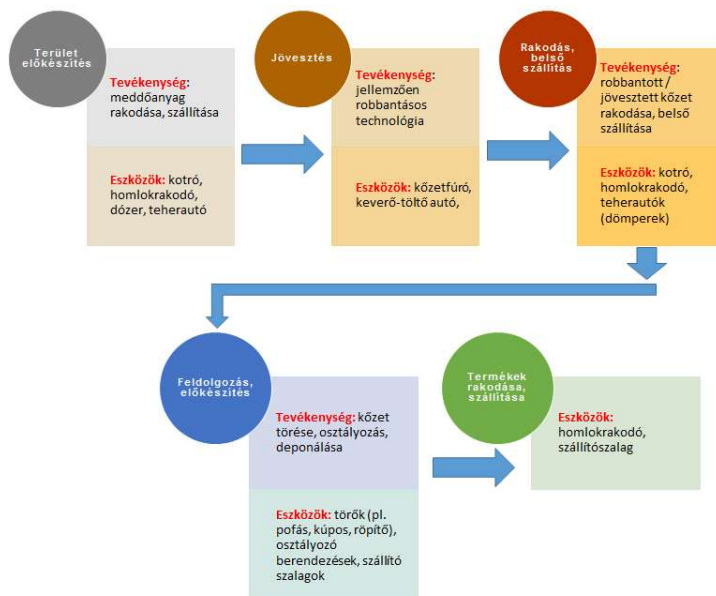 Terület
előkészítés
Tevékenység:
meddőanyag
rakodása, szállítása
Eszközök: kotró,
homlokrakodó,
dózer, teherautó
Jövesztés
Tevékenység:
jellemzően
robbantásos
technológia
Eszközök: kőzetfúró,
keverő-töltő autó,
Rakodás,
belső
szállítás
Tevékenység:
robbantott /
jövesztett kőzet
rakodása, belső
szállítása
Eszközök: kotró,
homlokrakodó,
teherautók
(dömperek)
Feldolgozás,
előkészítés
Tevékenység: kőzet
törése, osztályozás,
deponálása
Eszközök: törők (pl.
pofás, kúpos, röpítő),
osztályozó
berendezések, szállító
szalagok
Termékek
rakodása,
szállítása
Eszközök:
homlokrakodó,
szállítószalag